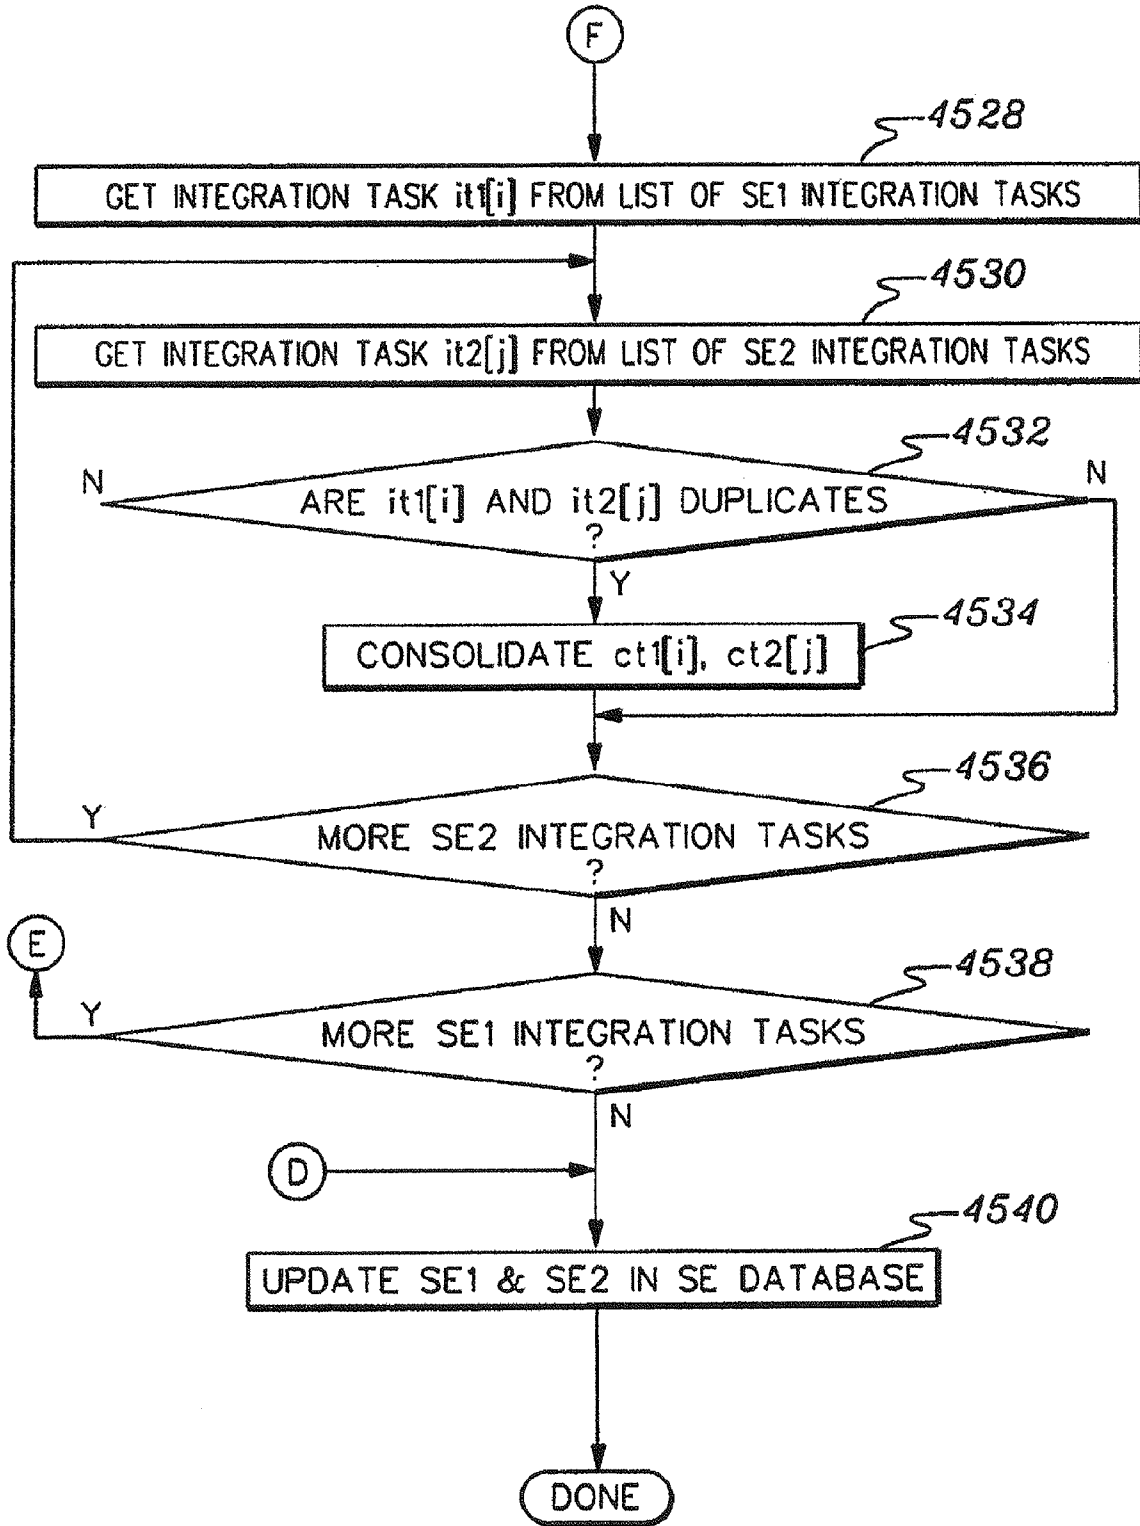 F
4528
GET INTEGRATION TASK it1[i] FROM LIST OF SE1 INTEGRATION TASKS
4530
GET INTEGRATION TASK it2[j] FROM LIST OF SE2 INTEGRATION TASKS
4532
N
N
ARE it1[i] AND it2[j] DUPLICATES
?
Y
4534
CONSOLIDATE ct1[i], ct2[j]
4536
Y
MORE SE2 INTEGRATION TASKS
?
N
E
4538
Y
MORE SE1 INTEGRATION TASKS
?
N
D
4540
UPDATE SE1 & SE2 IN SE DATABASE
DONE